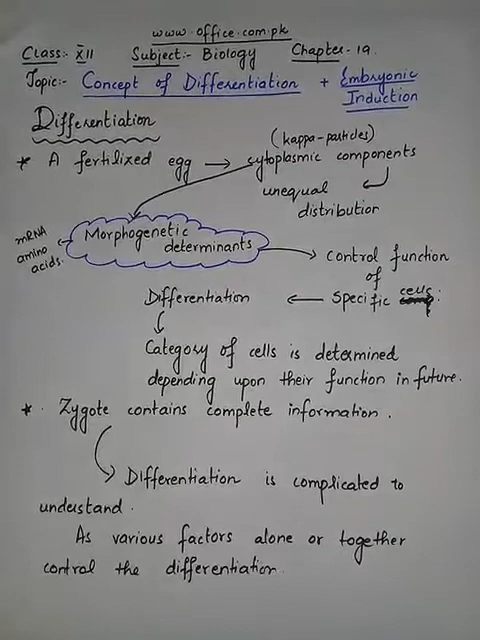 www.office.com.pk
Class:- XII Subject:- Biology Chapter-19.
Topic:- Concept of Differentiation + Embryonic
Induction
Differentiation
(kappa-particles)
* A fertilized egg → cytoplasmic components
unequal
distribution
Morphogenetic
determinants
mRNA
amino
acids.
→ control function
of
Specific cells:
Differentiation ←
Category of cells is determined
depending upon their function in future.
* Zygote contains complete information.
→ Differentiation is complicated to
understand.
As various factors alone or together
control the differentiation.